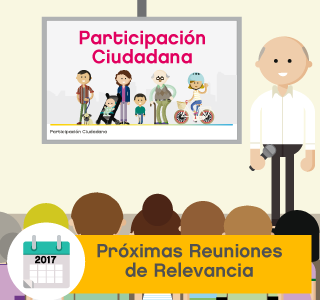 Participación
Ciudadana
Participación Ciudadana
2017
Próximas Reuniones
de Relevancia